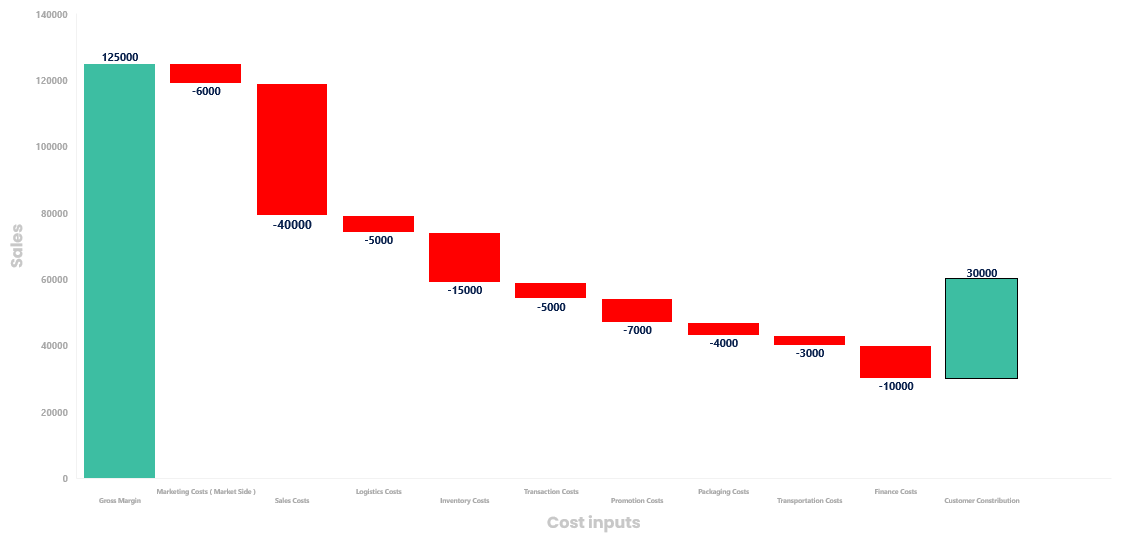 140000
120000
100000
80000
60000
40000
20000
0
Sales
125000
-6000
-40000
-5000
-15000
-5000
-7000
-4000
-3000
-10000
30000
Gross Margin
Marketing Costs ( Market Side )
Sales Costs
Logistics Costs
Inventory Costs
Transaction Costs
Promotion Costs
Packaging Costs
Transportation Costs
Finance Costs
Customer Constribution
Cost inputs